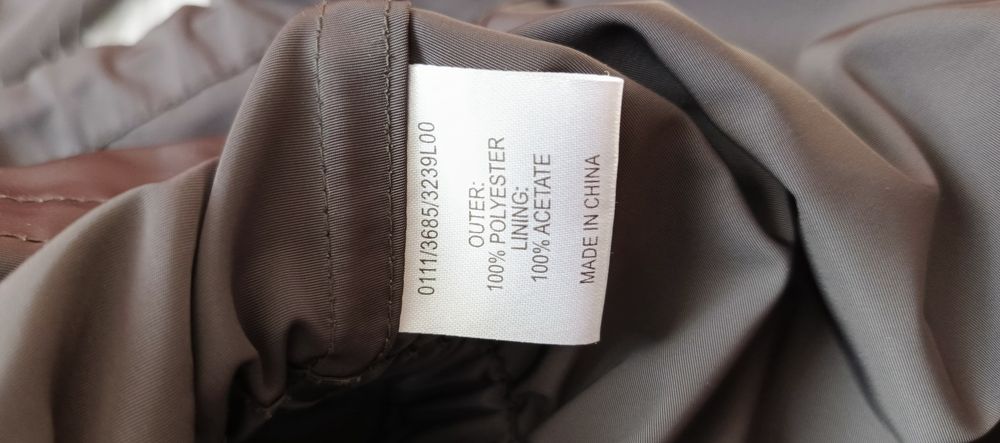 0111/3685/3239L00
OUTER:
100% POLYESTER
LINING:
100% ACETATE
MADE IN CHINA